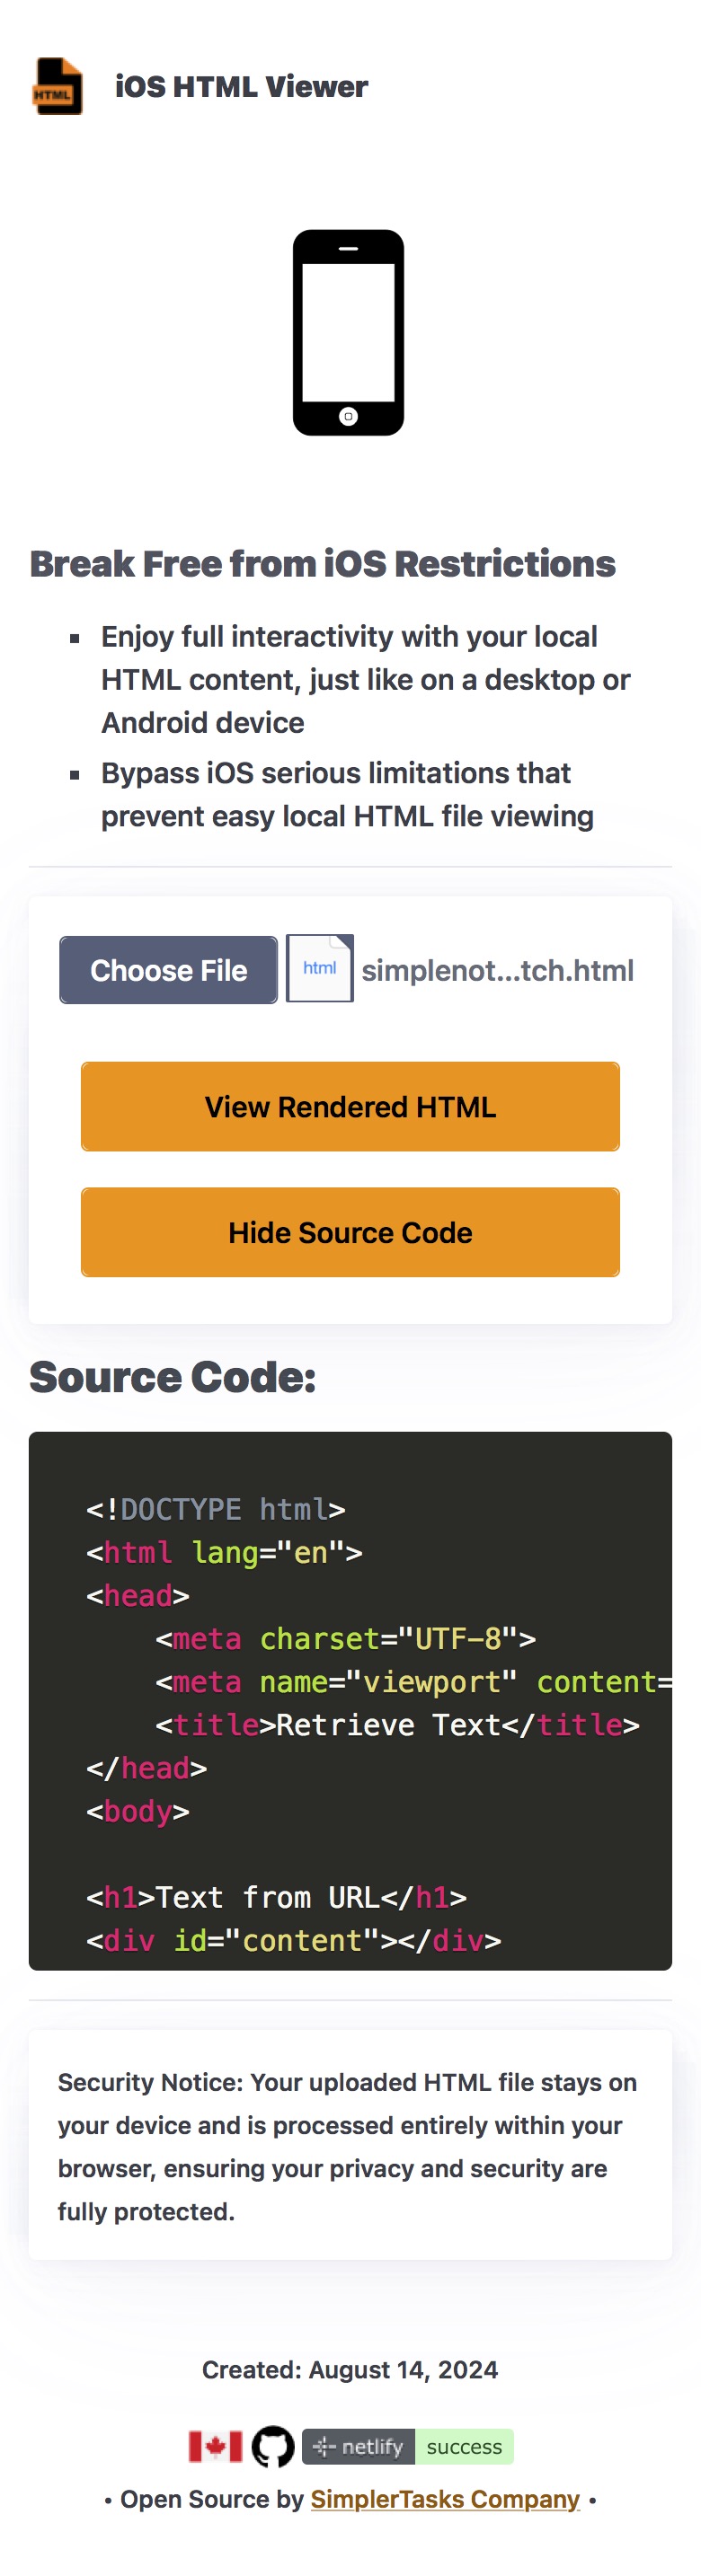 HTML
iOS HTML Viewer
Break Free from iOS Restrictions
▪ Enjoy full interactivity with your local
HTML content, just like on a desktop or
Android device
▪ Bypass iOS serious limitations that
prevent easy local HTML file viewing
Choose File html simplenot...tch.html
View Rendered HTML
Hide Source Code
Source Code:
<!DOCTYPE html>
<html lang="en">
<head>
    <meta charset="UTF-8">
    <meta name="viewport" content=
    <title>Retrieve Text</title>
</head>
<body>
<h1>Text from URL</h1>
<div id="content"></div>
Security Notice: Your uploaded HTML file stays on
your device and is processed entirely within your
browser, ensuring your privacy and security are
fully protected.
Created: August 14, 2024
netlify success
• Open Source by SimplerTasks Company •